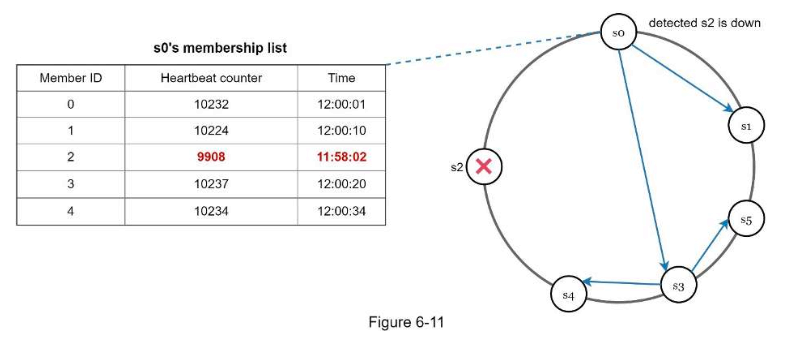 s0's membership list
Member ID Heartbeat counter Time
0 10232 12:00:01
1 10224 12:00:10
2 9908 11:58:02
3 10237 12:00:20
4 10234 12:00:34
s0
detected s2 is down
s1
s2
s5
s3
s4
Figure 6-11